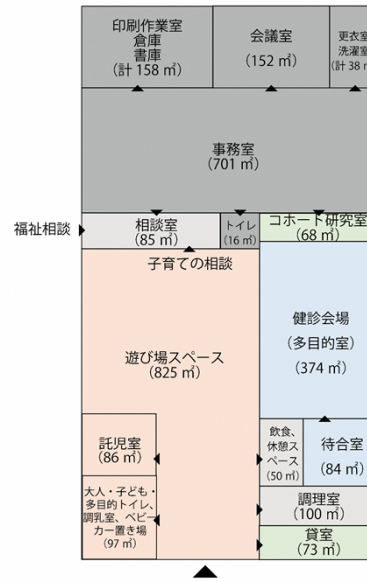 印刷作業室
倉庫
書庫
(計 158 ㎡)
会議室
(152 ㎡)
更衣室
洗濯室
(計 38 ㎡)
事務室
(701 ㎡)
福祉相談
相談室
(85 ㎡)
トイレ
(16 ㎡)
コホート研究室
(68 ㎡)
子育ての相談
健診会場
(多目的室)
(374 ㎡)
遊び場スペース
(825 ㎡)
託児室
(86 ㎡)
飲食、
休憩ス
ペース
(50 ㎡)
待合室
(84 ㎡)
大人・子ども・
多目的トイレ、
調乳室、ベビー
カー置き場
(97 ㎡)
調理室
(100 ㎡)
貸室
(73 ㎡)